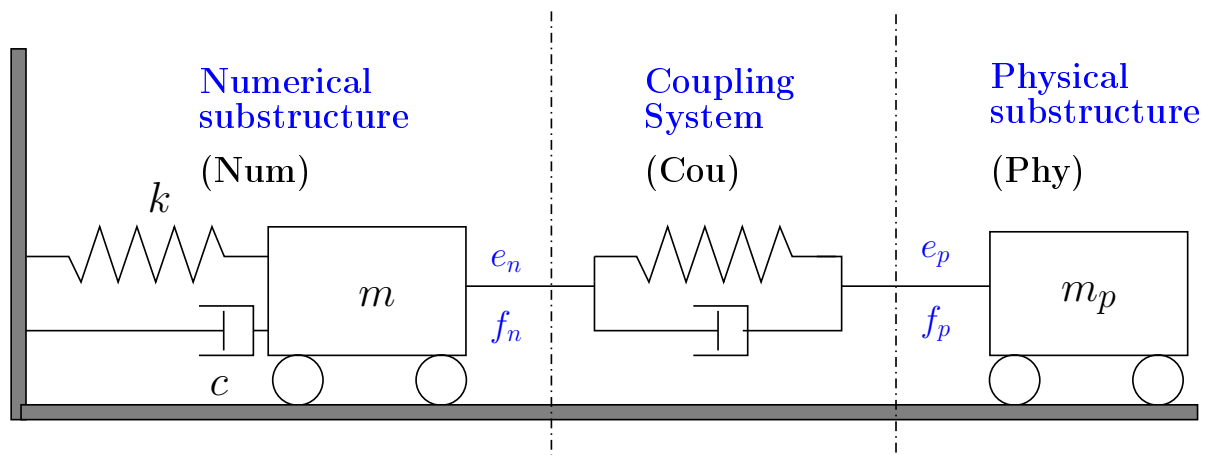 Numerical
substructure
(Num)
Coupling
System
(Cou)
Physical
substructure
(Phy)
k
m
c
e_n
f_n
e_p
f_p
m_p